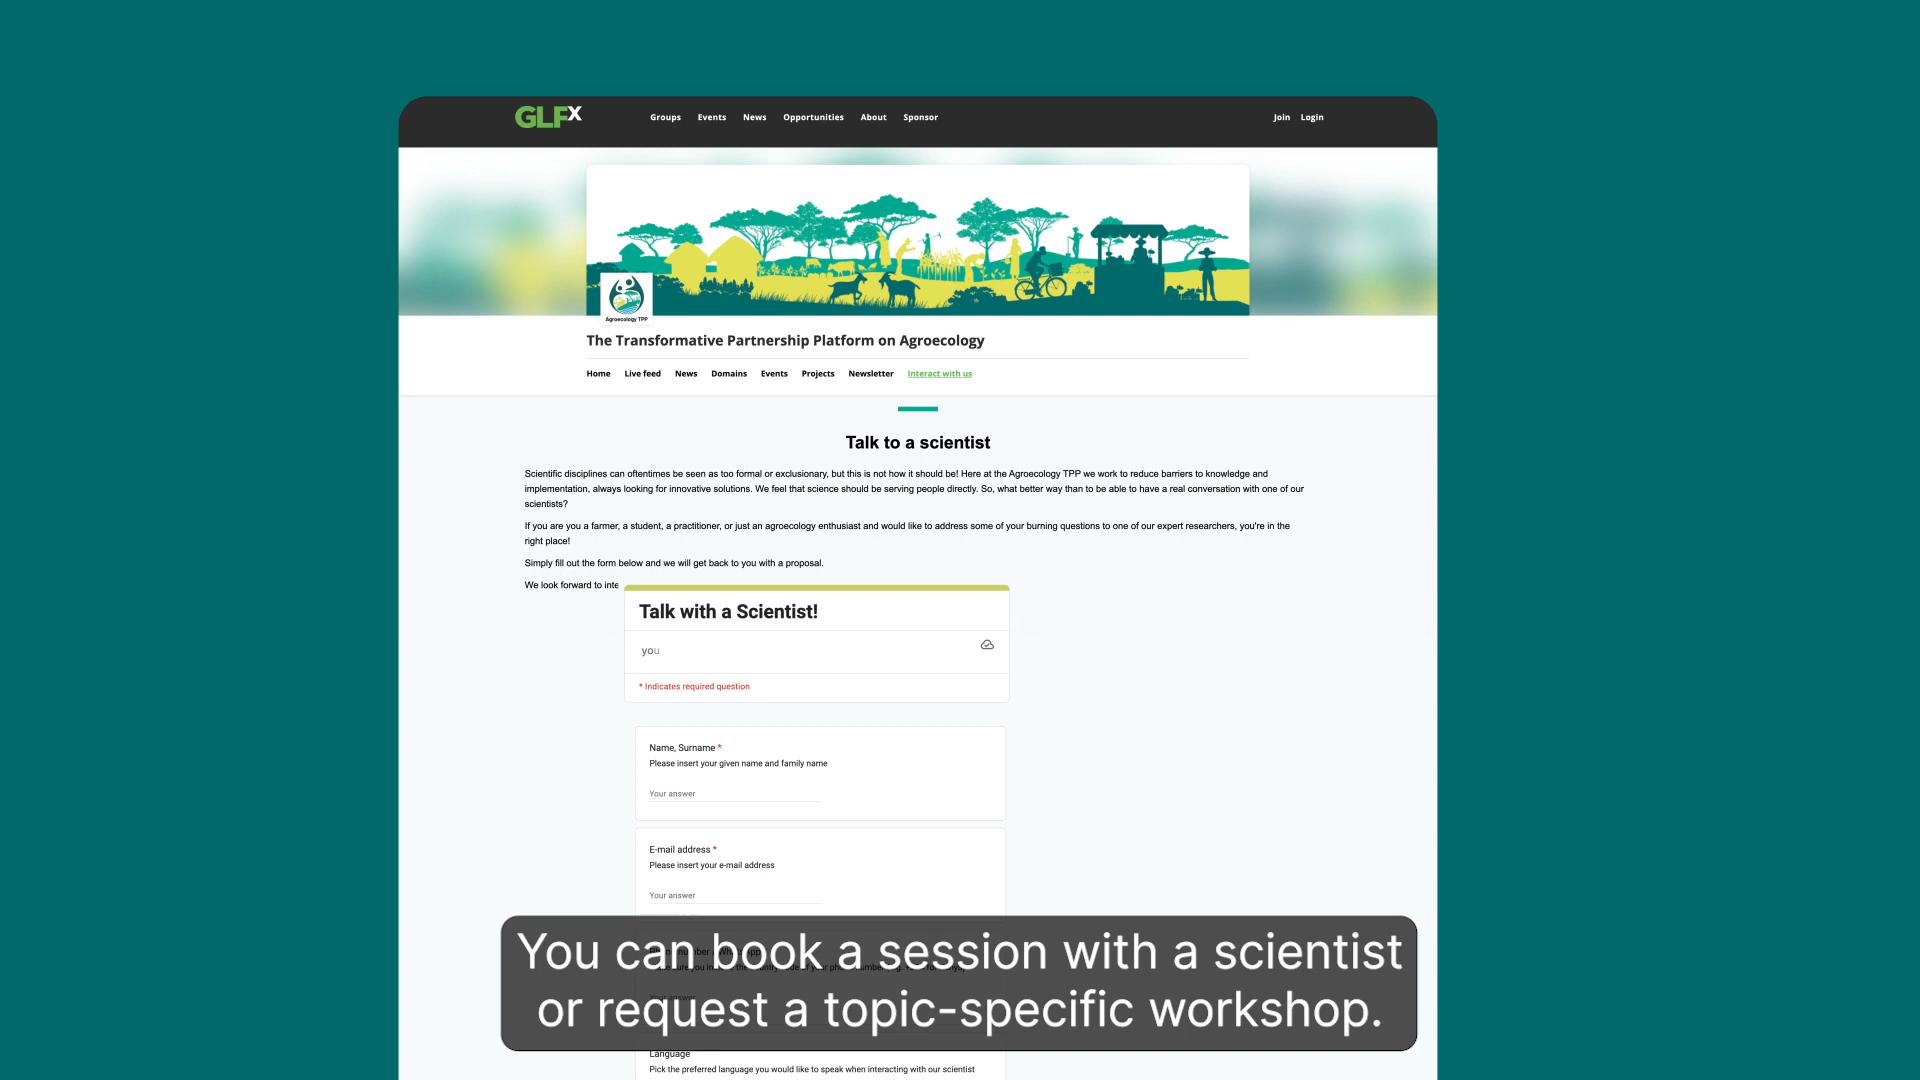 GLFX
Groups Events News Opportunities About Sponsor
Join Login
Agroecology TPP
The Transformative Partnership Platform on Agroecology
Home Live feed News Domains Events Projects Newsletter Interact with us
Talk to a scientist
Scientific disciplines can oftentimes be seen as too formal or exclusionary, but this is not how it should be! Here at the Agroecology TPP we work to reduce barriers to knowledge and
implementation, always looking for innovative solutions. We feel that science should be serving people directly. So, what better way than to be able to have a real conversation with one of our
scientists?
If you are you a farmer, a student, a practitioner, or just an agroecology enthusiast and would like to address some of your burning questions to one of our expert researchers, you're in the
right place!
Simply fill out the form below and we will get back to you with a proposal.
We look forward to inte
Talk with a Scientist!
you
* Indicates required question
Name, Surname *
Please insert your given name and family name
Your answer
E-mail address *
Please insert your e-mail address
Your answer
You can book a session with a scientist
or request a topic-specific workshop.
Language
Pick the preferred language you would like to speak when interacting with our scientist